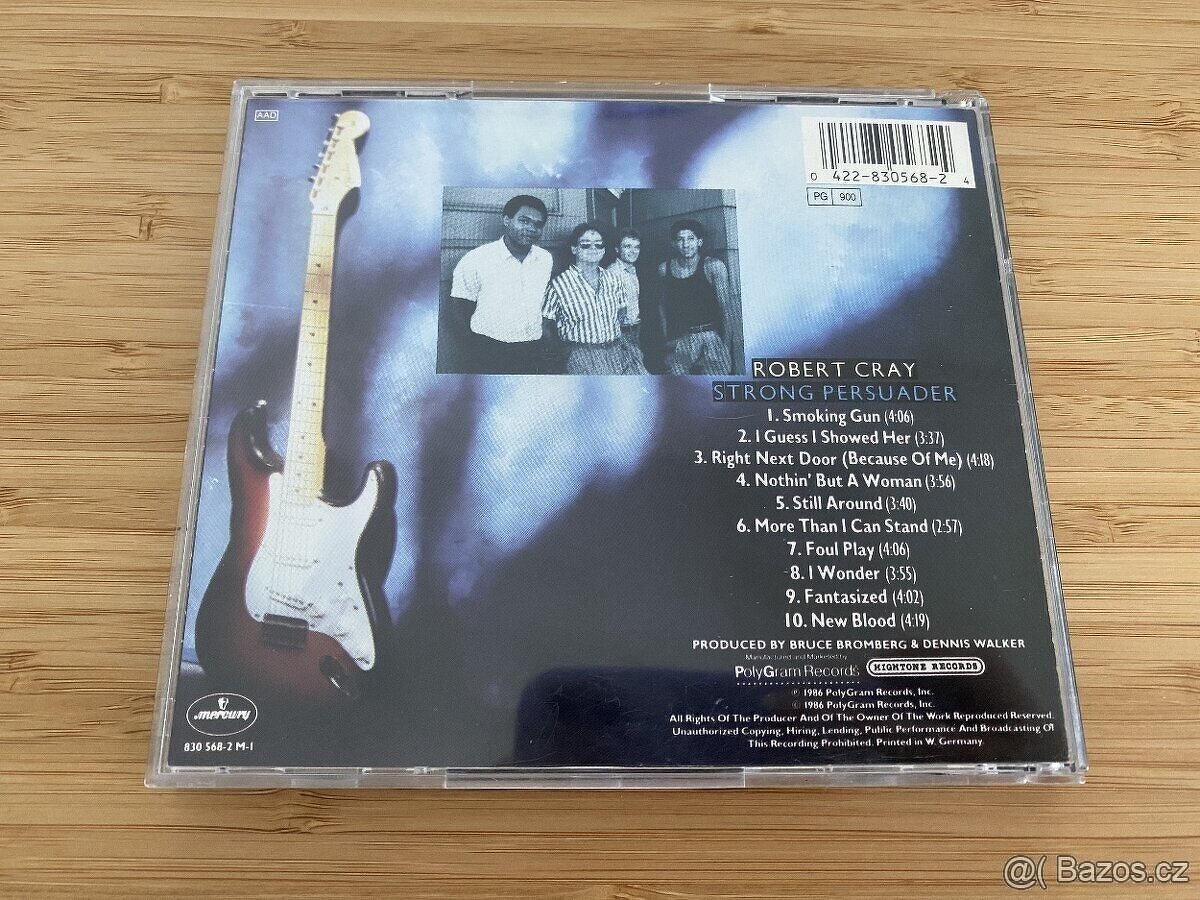 AAD
0 422-830568-2 4
PG 900
ROBERT CRAY
STRONG PERSUADER
1. Smoking Gun (4:06)
2. I Guess I Showed Her (3:37)
3. Right Next Door (Because Of Me) (4:18)
4. Nothin' But A Woman (3:56)
5. Still Around (3:40)
6. More Than I Can Stand (2:57)
7. Foul Play (4:06)
8. I Wonder (3:55)
9. Fantasized (4:02)
10. New Blood (4:19)
PRODUCED BY BRUCE BROMBERG & DENNIS WALKER
Manufactured and Marketed by
PolyGram Records HIGHTONE RECORDS
℗ 1986 PolyGram Records, Inc.
© 1986 PolyGram Records, Inc.
All Rights Of The Producer And Of The Owner Of The Work Reproduced Reserved.
Unauthorized Copying, Hiring, Lending, Public Performance And Broadcasting Of
This Recording Prohibited. Printed in W. Germany
mercury
830 568-2 M-1
@( Bazos.cz